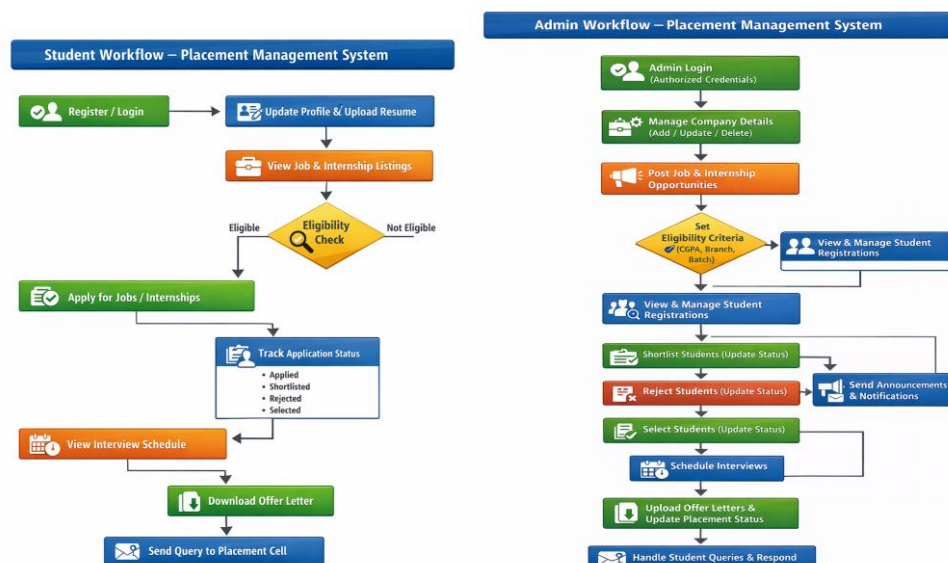 Student Workflow – Placement Management System
Register / Login
Update Profile & Upload Resume
View Job & Internship Listings
Eligible
Eligibility
Check
Not Eligible
Apply for Jobs / Internships
Track Application Status
• Applied
• Shortlisted
• Rejected
• Selected
View Interview Schedule
Download Offer Letter
Send Query to Placement Cell
Admin Workflow – Placement Management System
Admin Login
(Authorized Credentials)
Manage Company Details
(Add / Update / Delete)
Post Job & Internship
Opportunities
Set
Eligibility Criteria
(CGPA, Branch,
Batch)
View & Manage Student
Registrations
View & Manage Student
Registrations
Shortlist Students (Update Status)
Reject Students (Update Status)
Send Announcements
& Notifications
Select Students (Update Status)
Schedule Interviews
Upload Offer Letters &
Update Placement Status
Handle Student Queries & Respond